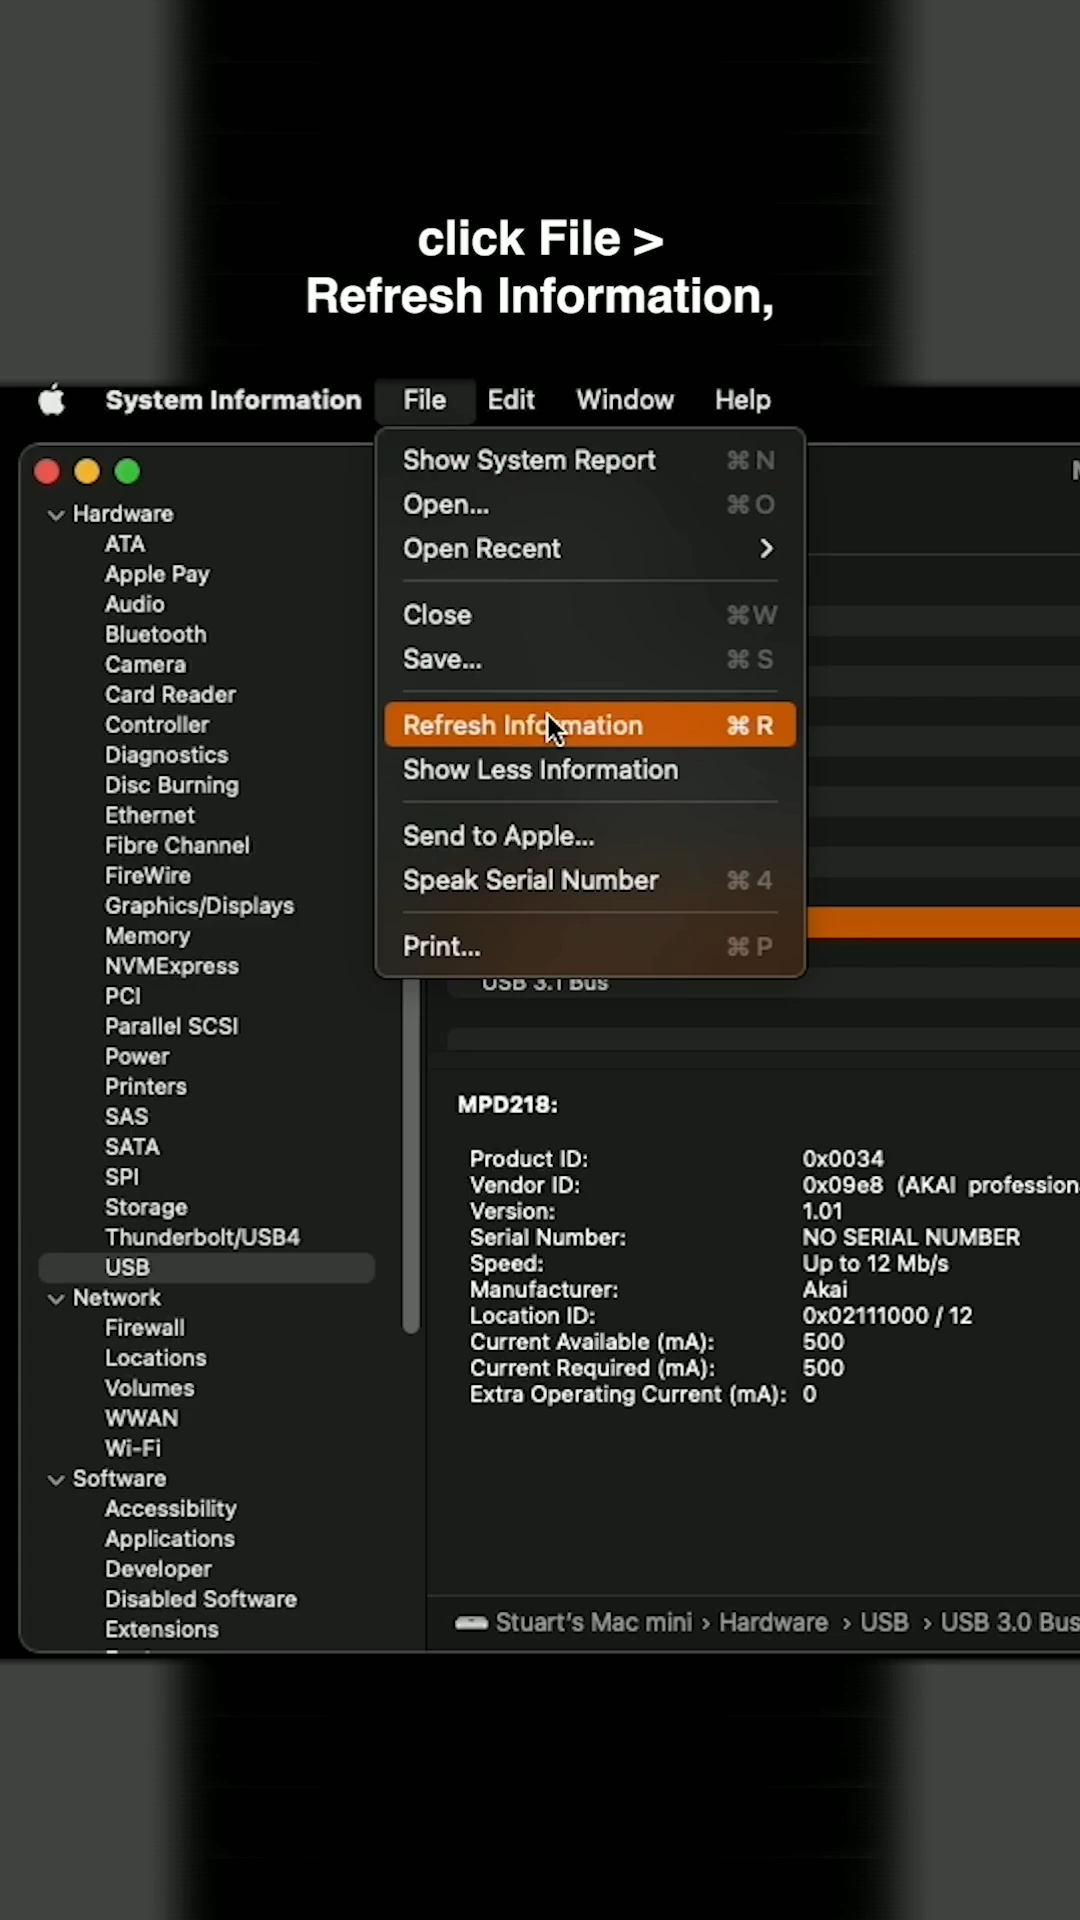 click File >
Refresh Information,
System Information File Edit Window Help
Show System Report ⌘ N
Open... ⌘ O
Open Recent >
Close ⌘ W
Save... ⌘ S
Refresh Information ⌘ R
Show Less Information
Send to Apple...
Speak Serial Number ⌘ 4
Print... ⌘ P
Hardware
ATA
Apple Pay
Audio
Bluetooth
Camera
Card Reader
Controller
Diagnostics
Disc Burning
Ethernet
Fibre Channel
FireWire
Graphics/Displays
Memory
NVMExpress
PCI
Parallel SCSI
Power
Printers
SAS
SATA
SPI
Storage
Thunderbolt/USB4
USB
Network
Firewall
Locations
Volumes
WWAN
Wi-Fi
Software
Accessibility
Applications
Developer
Disabled Software
Extensions
USB 3.1 Bus
MPD218:
Product ID: 0x0034
Vendor ID: 0x09e8 (AKAI profession
Version: 1.01
Serial Number: NO SERIAL NUMBER
Speed: Up to 12 Mb/s
Manufacturer: Akai
Location ID: 0x02111000 / 12
Current Available (mA): 500
Current Required (mA): 500
Extra Operating Current (mA): 0
Stuart's Mac mini › Hardware › USB › USB 3.0 Bus